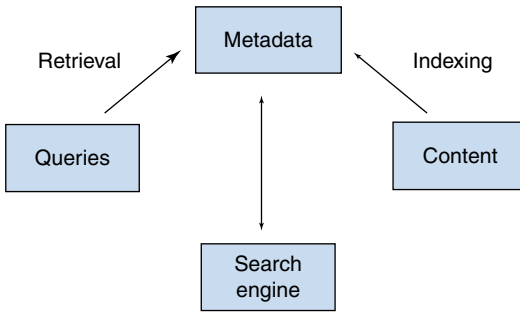 Metadata
Retrieval
Indexing
Queries
Content
Search
engine